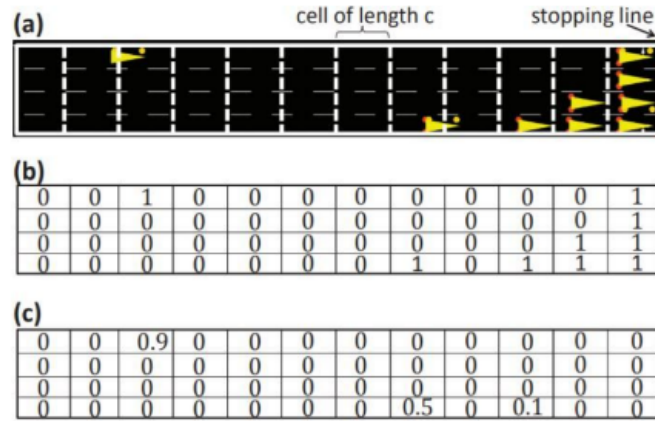 (a)
cell of length c
stopping line
(b)
0 0 1 0 0 0 0 0 0 0 0 1
0 0 0 0 0 0 0 0 0 0 0 1
0 0 0 0 0 0 0 0 0 0 1 1
0 0 0 0 0 0 0 1 0 1 1 1
(c)
0 0 0.9 0 0 0 0 0 0 0 0 0
0 0 0 0 0 0 0 0 0 0 0 0
0 0 0 0 0 0 0 0 0 0 0 0
0 0 0 0 0 0 0 0.5 0 0.1 0 0